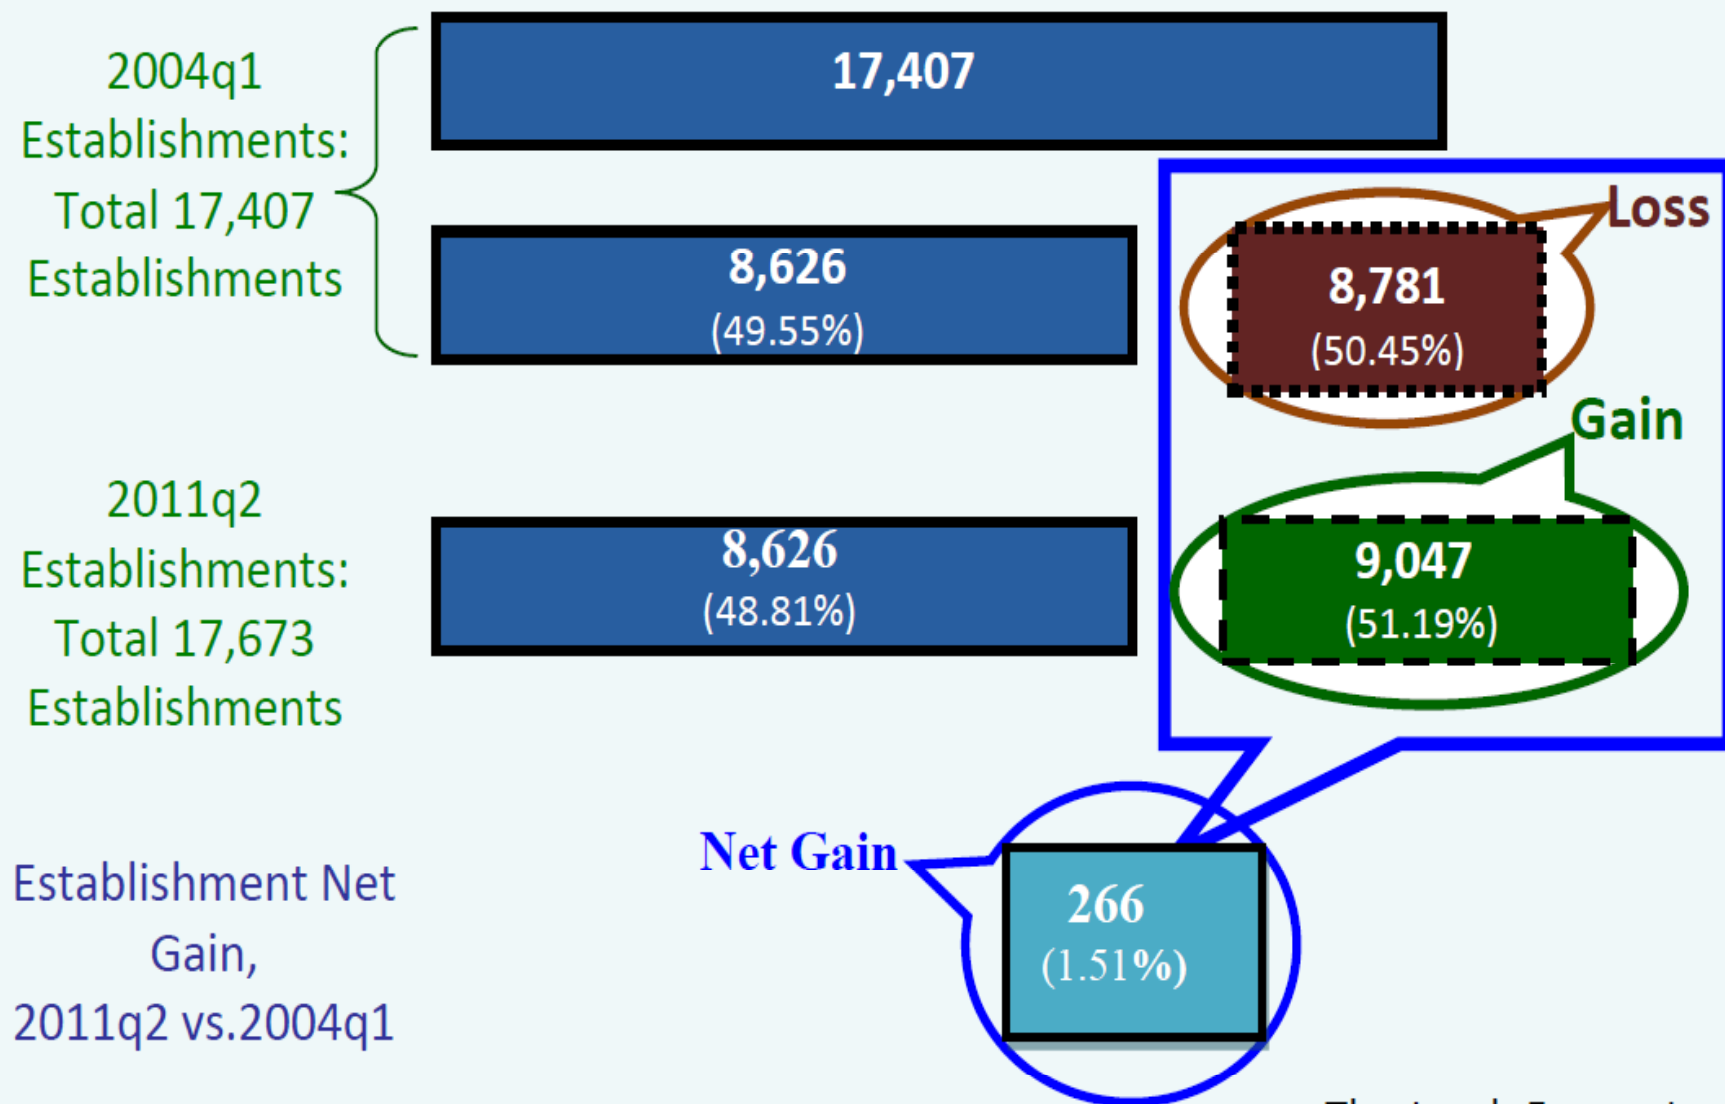 2004q1
Establishments:
Total 17,407
Establishments
17,407
8,626
(49.55%)
Loss
8,781
(50.45%)
Gain
2011q2
Establishments:
Total 17,673
Establishments
8,626
(48.81%)
9,047
(51.19%)
Net Gain
266
(1.51%)
Establishment Net
Gain,
2011q2 vs.2004q1